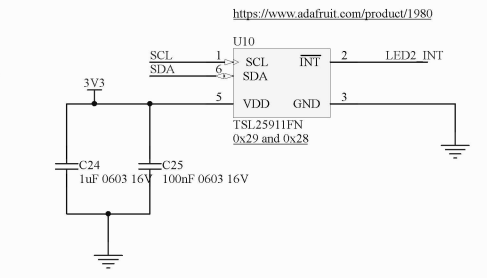 https://www.adafruit.com/product/1980
U10
SCL 1 SCL INT 2 LED2_INT
SDA 6 SDA
3V3
5 VDD GND 3
TSL25911FN
0x29 and 0x28
C24 C25
1uF 0603 16V 100nF 0603 16V